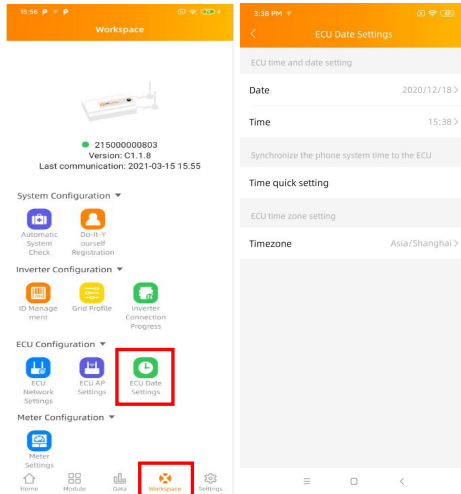 15:56
Workspace
215000000803
Version: C1.1.8
Last communication: 2021-03-15 15:55
System Configuration
Automatic
System
Check
Do-It-Y
ourself
Registration
Inverter Configuration
ID Manage
ment
Grid Profile
Inverter
Connection
Progress
ECU Configuration
ECU
Network
Settings
ECU AP
Settings
ECU Date
Settings
Meter Configuration
Meter
Settings
Home
Module
Data
Workspace
Settings
3:38 PM
ECU Date Settings
ECU time and date setting
Date 2020/12/18
Time 15:38
Synchronize the phone system time to the ECU
Time quick setting
ECU time zone setting
Timezone Asia/Shanghai